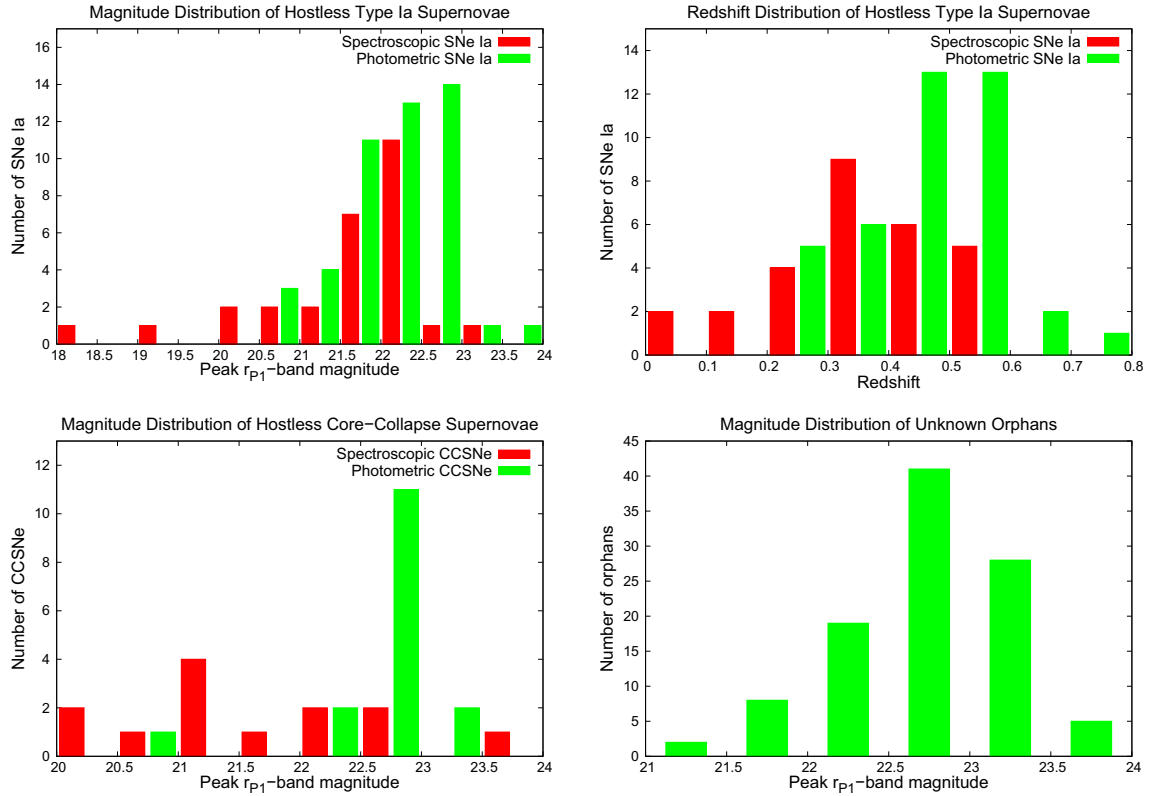 Magnitude Distribution of Hostless Type Ia Supernovae
Spectroscopic SNe Ia
Photometric SNe Ia
Number of SNe Ia
16
14
12
10
8
6
4
2
0
18 18.5 19 19.5 20 20.5 21 21.5 22 22.5 23 23.5 24
Peak rP1−band magnitude
Redshift Distribution of Hostless Type Ia Supernovae
Spectroscopic SNe Ia
Photometric SNe Ia
Number of SNe Ia
14
12
10
8
6
4
2
0
0 0.1 0.2 0.3 0.4 0.5 0.6 0.7 0.8
Redshift
Magnitude Distribution of Hostless Core−Collapse Supernovae
Spectroscopic CCSNe
Photometric CCSNe
Number of CCSNe
12
10
8
6
4
2
0
20 20.5 21 21.5 22 22.5 23 23.5 24
Peak rP1−band magnitude
Magnitude Distribution of Unknown Orphans
Number of orphans
45
40
35
30
25
20
15
10
5
0
21 21.5 22 22.5 23 23.5 24
Peak rP1−band magnitude